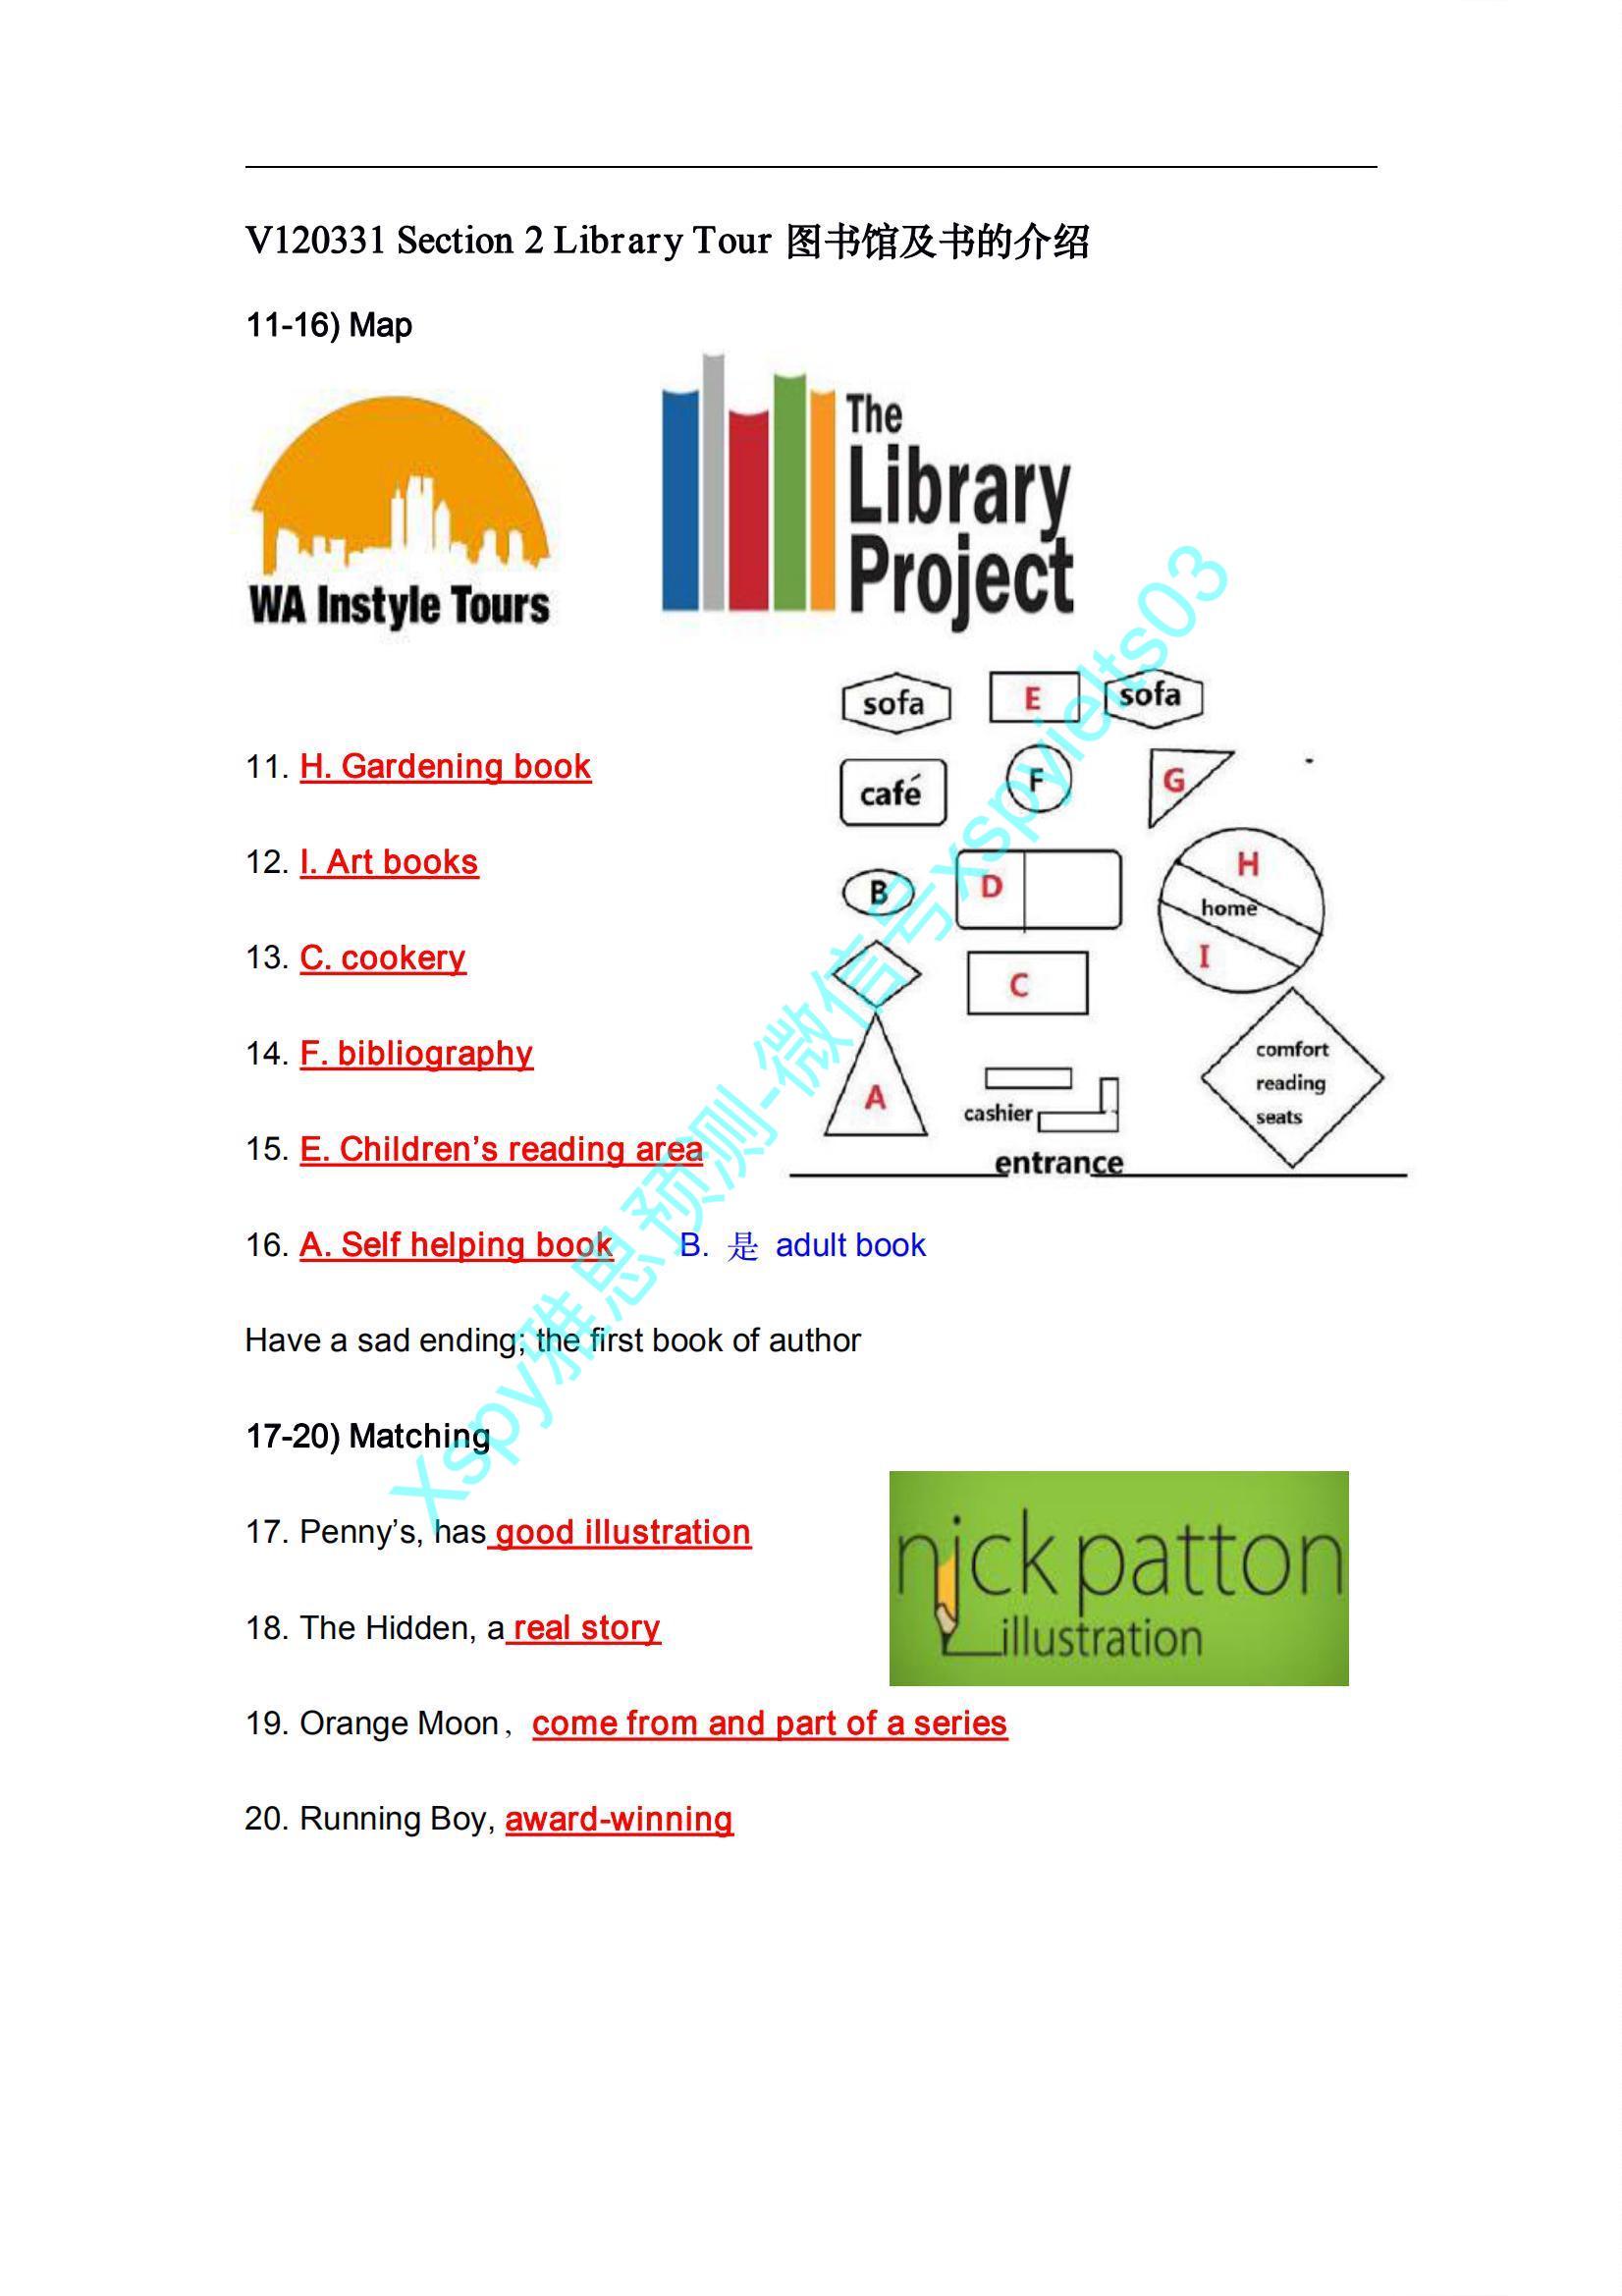 V120331 Section 2 Library Tour 图书馆及书的介绍
11-16) Map
WA Instyle Tours
The
Library
Project
sofa
E
sofa
café
F
G
B
D
H
home
I
C
A
cashier
comfort
reading
seats
entrance
11. H. Gardening book
12. I. Art books
13. C. cookery
14. F. bibliography
15. E. Children’s reading area
16. A. Self helping book B. 是 adult book
Have a sad ending; the first book of author
17-20) Matching
17. Penny’s, has good illustration
18. The Hidden, a real story
19. Orange Moon，come from and part of a series
20. Running Boy, award-winning
nick patton
illustration
Xspy雅思预测-微信号xspyielts03